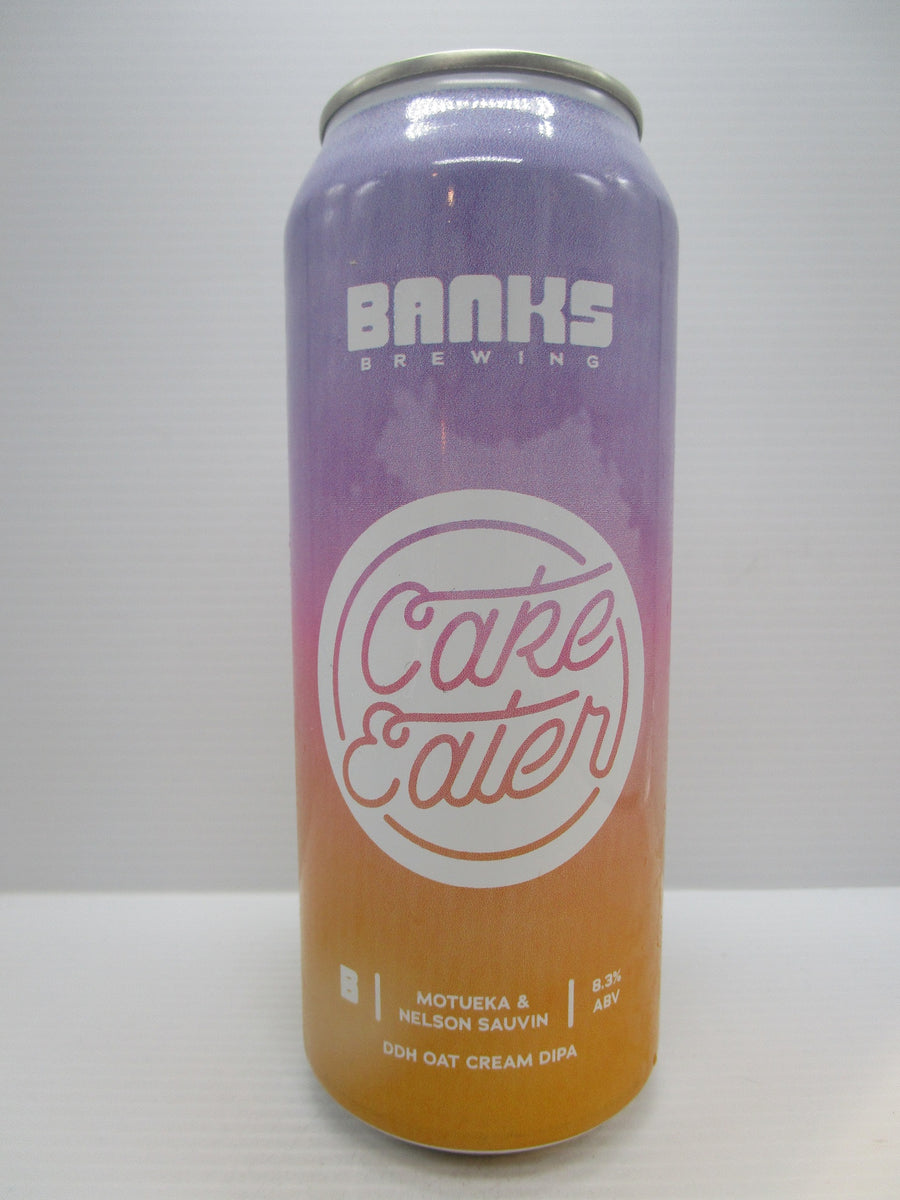 BANKS
BREWING
Cake
Eater
B
MOTUEKA &
NELSON SAUVIN
8.3%
ABV
DDH OAT CREAM DIPA